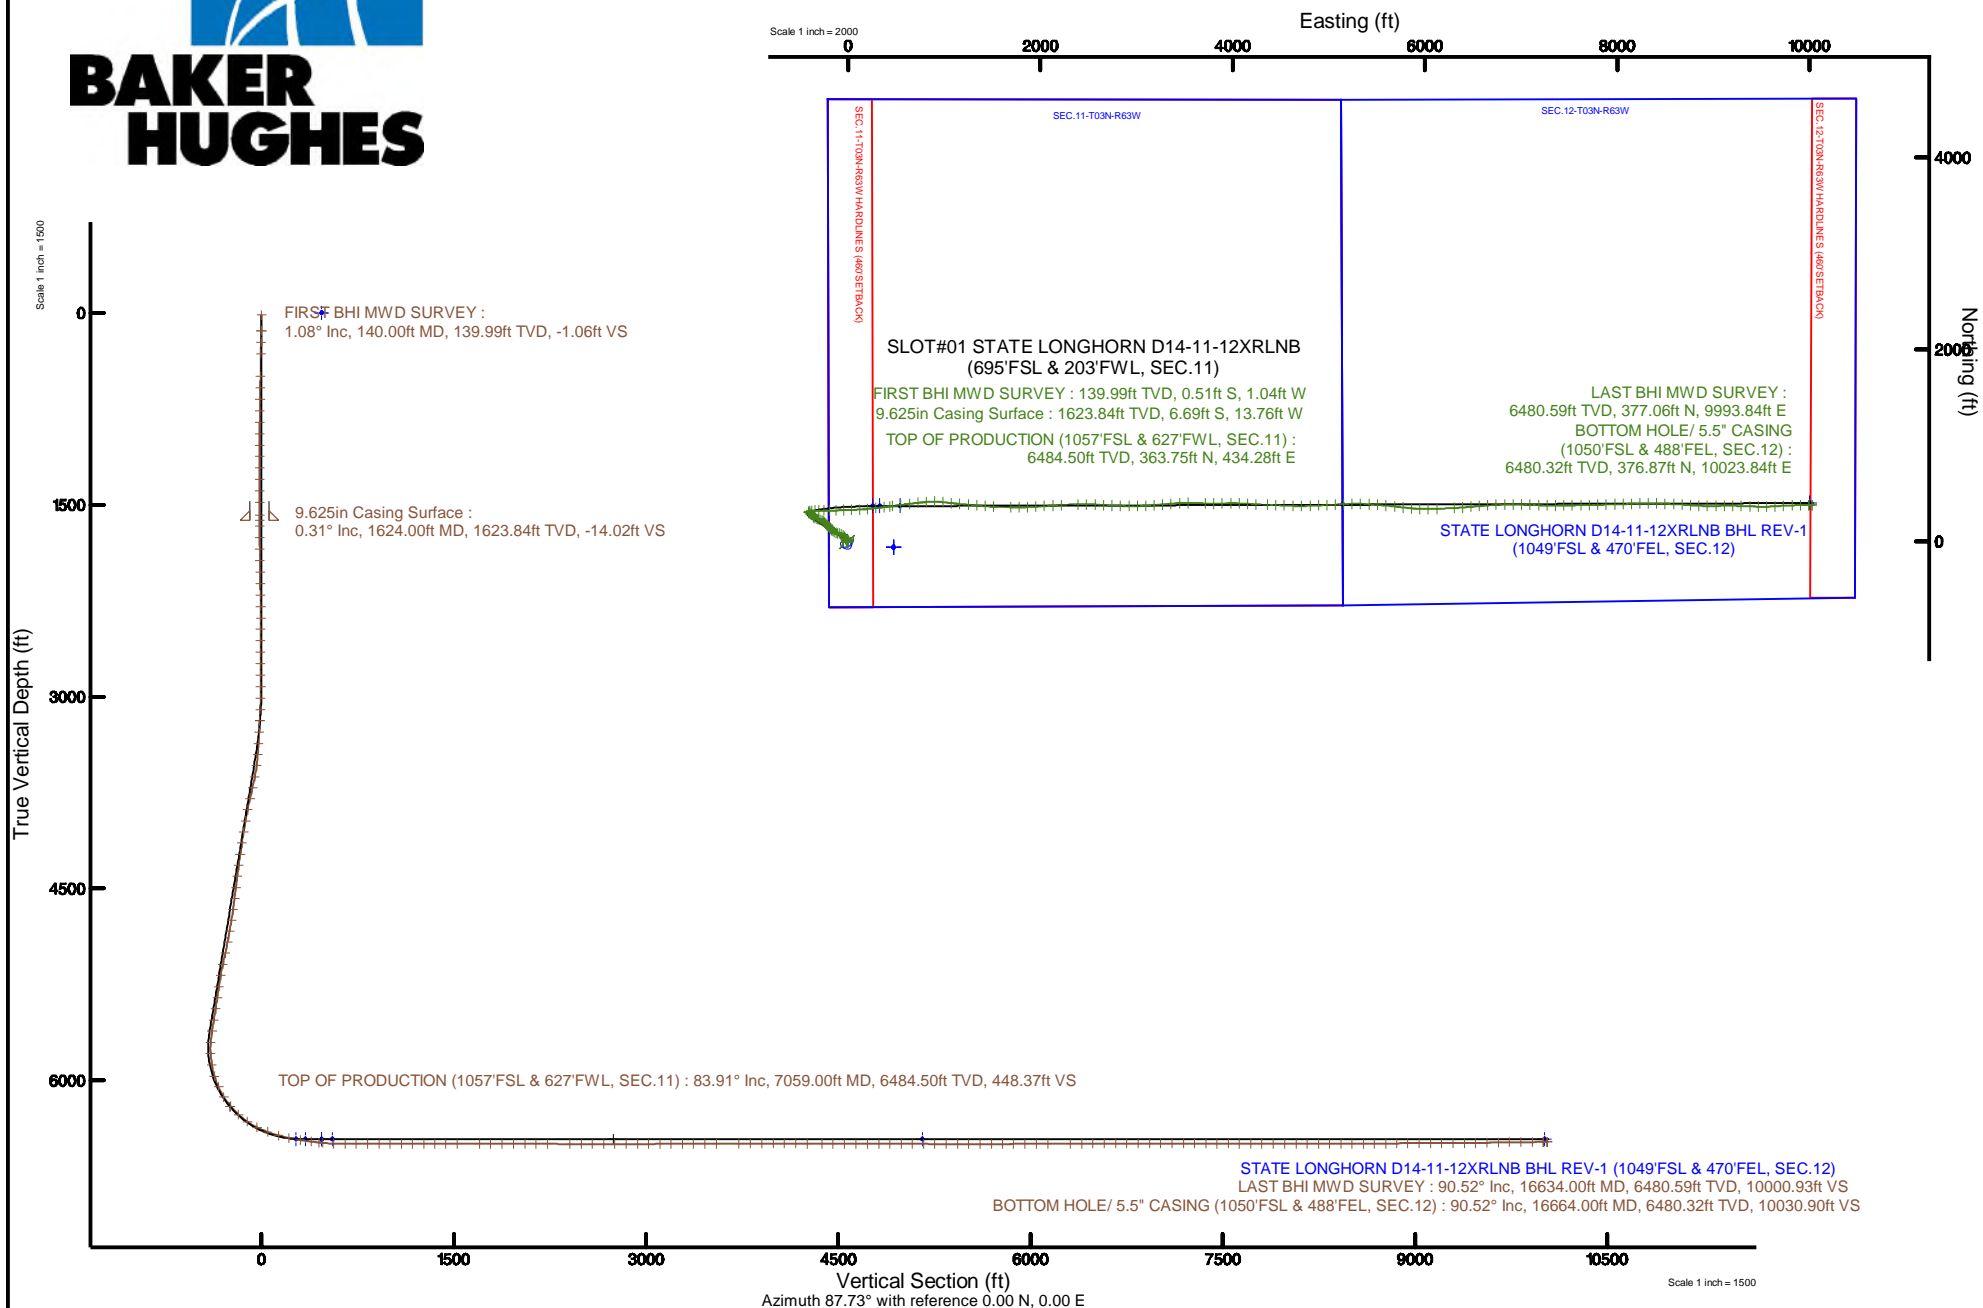 BAKER
HUGHES
Scale 1 inch = 2000
Easting (ft)
0 2000 4000 6000 8000 10000
SEC.11-T03N-R63W
SEC.12-T03N-R63W
SEC.11-T03N-R63W HARDLINES (460'SETBACK)
SEC.12-T03N-R63W HARDLINES (460'SETBACK)
4000
2000
0
Northing (ft)
SLOT#01 STATE LONGHORN D14-11-12XRLNB
(695'FSL & 203'FWL, SEC.11)
FIRST BHI MWD SURVEY : 139.99ft TVD, 0.51ft S, 1.04ft W
9.625in Casing Surface : 1623.84ft TVD, 6.69ft S, 13.76ft W
TOP OF PRODUCTION (1057'FSL & 627'FWL, SEC.11) :
6484.50ft TVD, 363.75ft N, 434.28ft E
LAST BHI MWD SURVEY :
6480.59ft TVD, 377.06ft N, 9993.84ft E
BOTTOM HOLE/ 5.5" CASING
(1050'FSL & 488'FEL, SEC.12) :
6480.32ft TVD, 376.87ft N, 10023.84ft E
STATE LONGHORN D14-11-12XRLNB BHL REV-1
(1049'FSL & 470'FEL, SEC.12)
Scale 1 inch = 1500
True Vertical Depth (ft)
0
1500
3000
4500
6000
FIRST BHI MWD SURVEY :
1.08° Inc, 140.00ft MD, 139.99ft TVD, -1.06ft VS
9.625in Casing Surface :
0.31° Inc, 1624.00ft MD, 1623.84ft TVD, -14.02ft VS
TOP OF PRODUCTION (1057'FSL & 627'FWL, SEC.11) : 83.91° Inc, 7059.00ft MD, 6484.50ft TVD, 448.37ft VS
STATE LONGHORN D14-11-12XRLNB BHL REV-1 (1049'FSL & 470'FEL, SEC.12)
LAST BHI MWD SURVEY : 90.52° Inc, 16634.00ft MD, 6480.59ft TVD, 10000.93ft VS
BOTTOM HOLE/ 5.5" CASING (1050'FSL & 488'FEL, SEC.12) : 90.52° Inc, 16664.00ft MD, 6480.32ft TVD, 10030.90ft VS
0 1500 3000 4500 6000 7500 9000 10500
Vertical Section (ft)
Azimuth 87.73° with reference 0.00 N, 0.00 E
Scale 1 inch = 1500